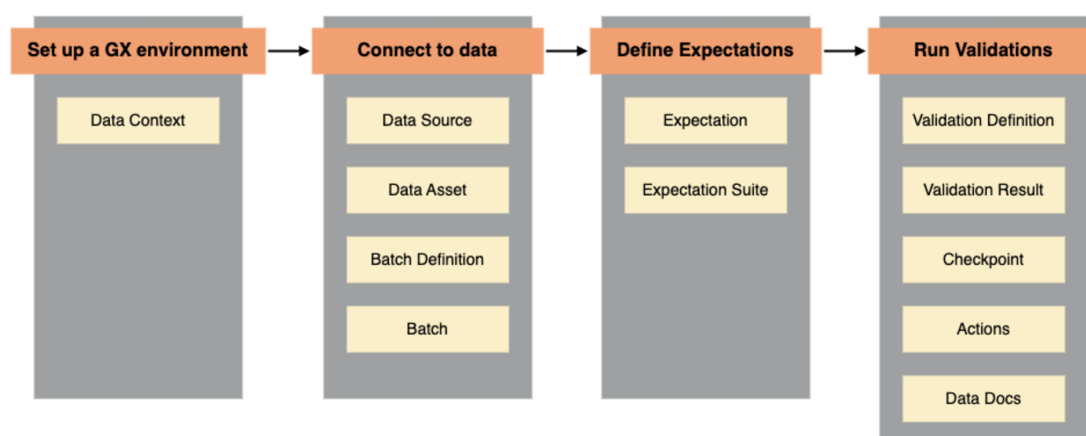 Set up a GX environment
Connect to data
Define Expectations
Run Validations
Data Context
Data Source
Data Asset
Batch Definition
Batch
Expectation
Expectation Suite
Validation Definition
Validation Result
Checkpoint
Actions
Data Docs